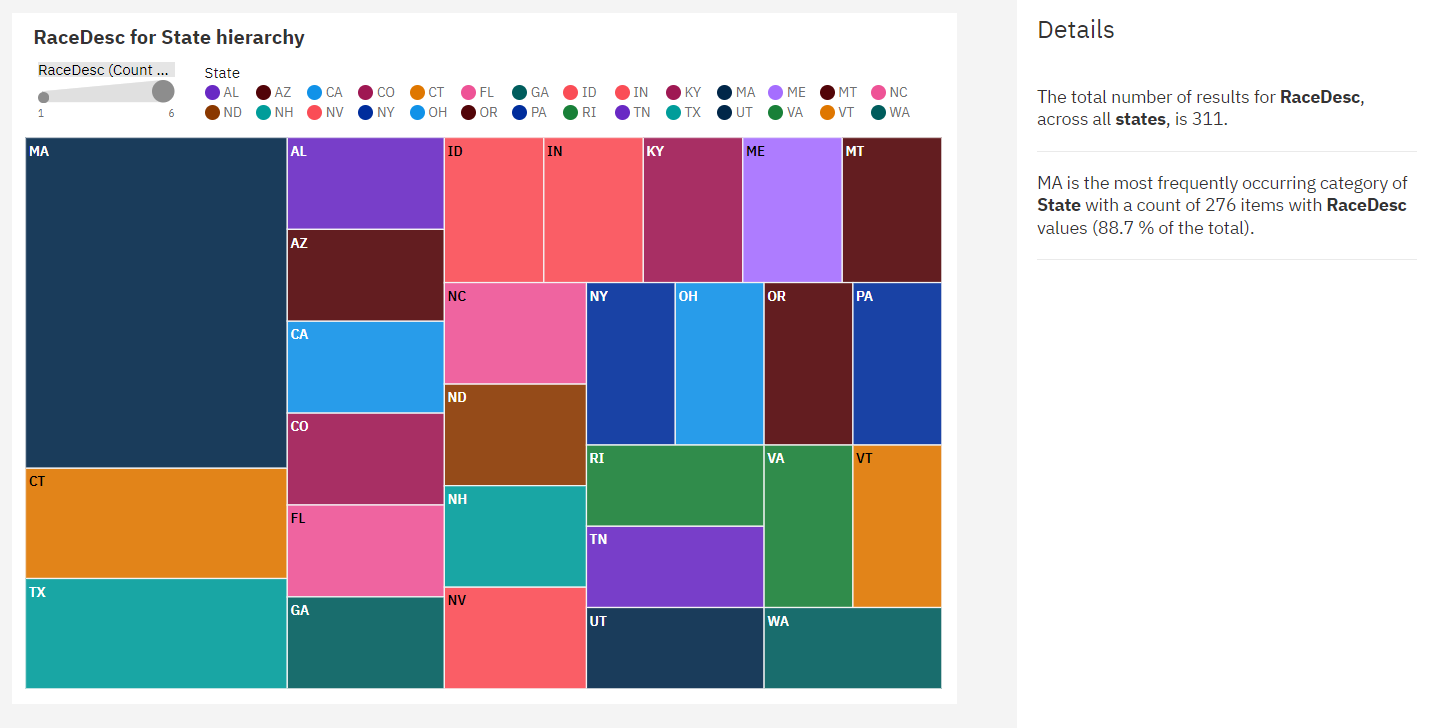 RaceDesc for State hierarchy
RaceDesc (Count ...
1 6
State
AL AZ CA CO CT FL GA ID IN KY MA ME MT NC
ND NH NV NY OH OR PA RI TN TX UT VA VT WA
MA
AL
ID
IN
KY
ME
MT
AZ
NC
NY
OH
OR
PA
CA
ND
CO
RI
VA
VT
CT
NH
FL
TN
TX
NV
GA
UT
WA
Details
The total number of results for RaceDesc,
across all states, is 311.
MA is the most frequently occurring category of
State with a count of 276 items with RaceDesc
values (88.7 % of the total).